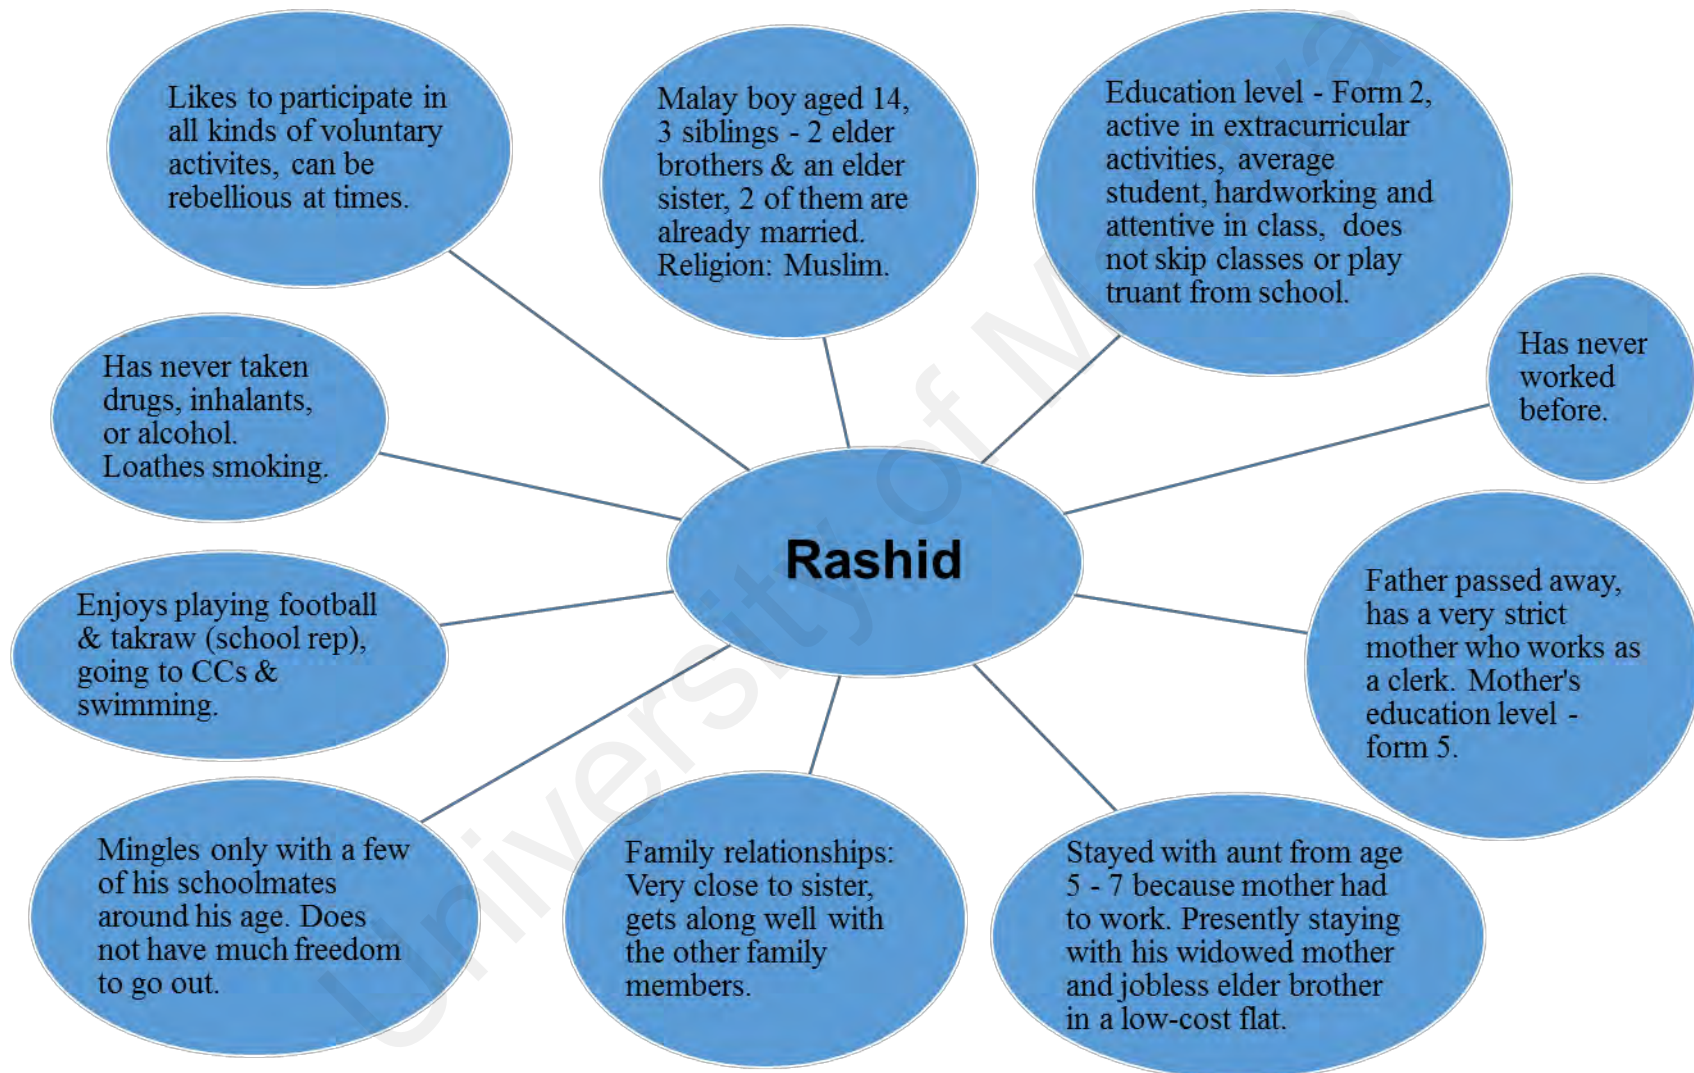 Likes to participate in
all kinds of voluntary
activites, can be
rebellious at times.
Malay boy aged 14,
3 siblings - 2 elder
brothers & an elder
sister, 2 of them are
already married.
Religion: Muslim.
Education level - Form 2,
active in extracurricular
activities, average
student, hardworking and
attentive in class, does
not skip classes or play
truant from school.
Has never
worked
before.
Has never taken
drugs, inhalants,
or alcohol.
Loathes smoking.
Rashid
Father passed away,
has a very strict
mother who works as
a clerk. Mother's
education level -
form 5.
Enjoys playing football
& takraw (school rep),
going to CCs &
swimming.
Mingles only with a few
of his schoolmates
around his age. Does
not have much freedom
to go out.
Family relationships:
Very close to sister,
gets along well with
the other family
members.
Stayed with aunt from age
5 - 7 because mother had
to work. Presently staying
with his widowed mother
and jobless elder brother
in a low-cost flat.
University of M